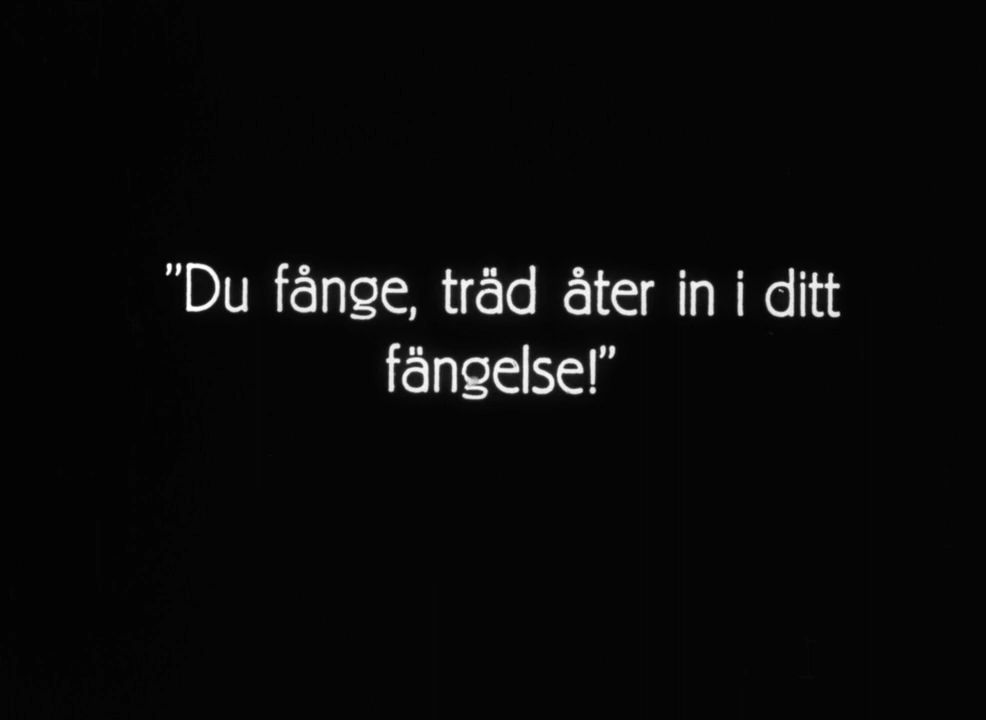 ”Du fånge, träd åter in i ditt
fängelse!”